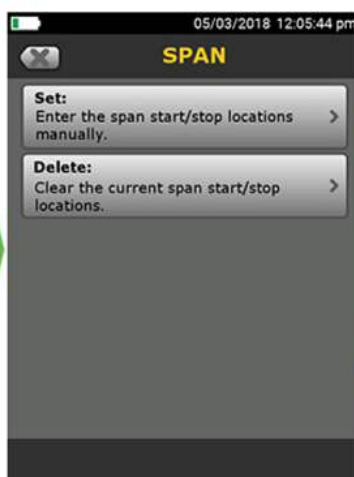 05/03/2018 12:05:44 pm
SPAN
Set:
Enter the span start/stop locations
manually.
Delete:
Clear the current span start/stop
locations.